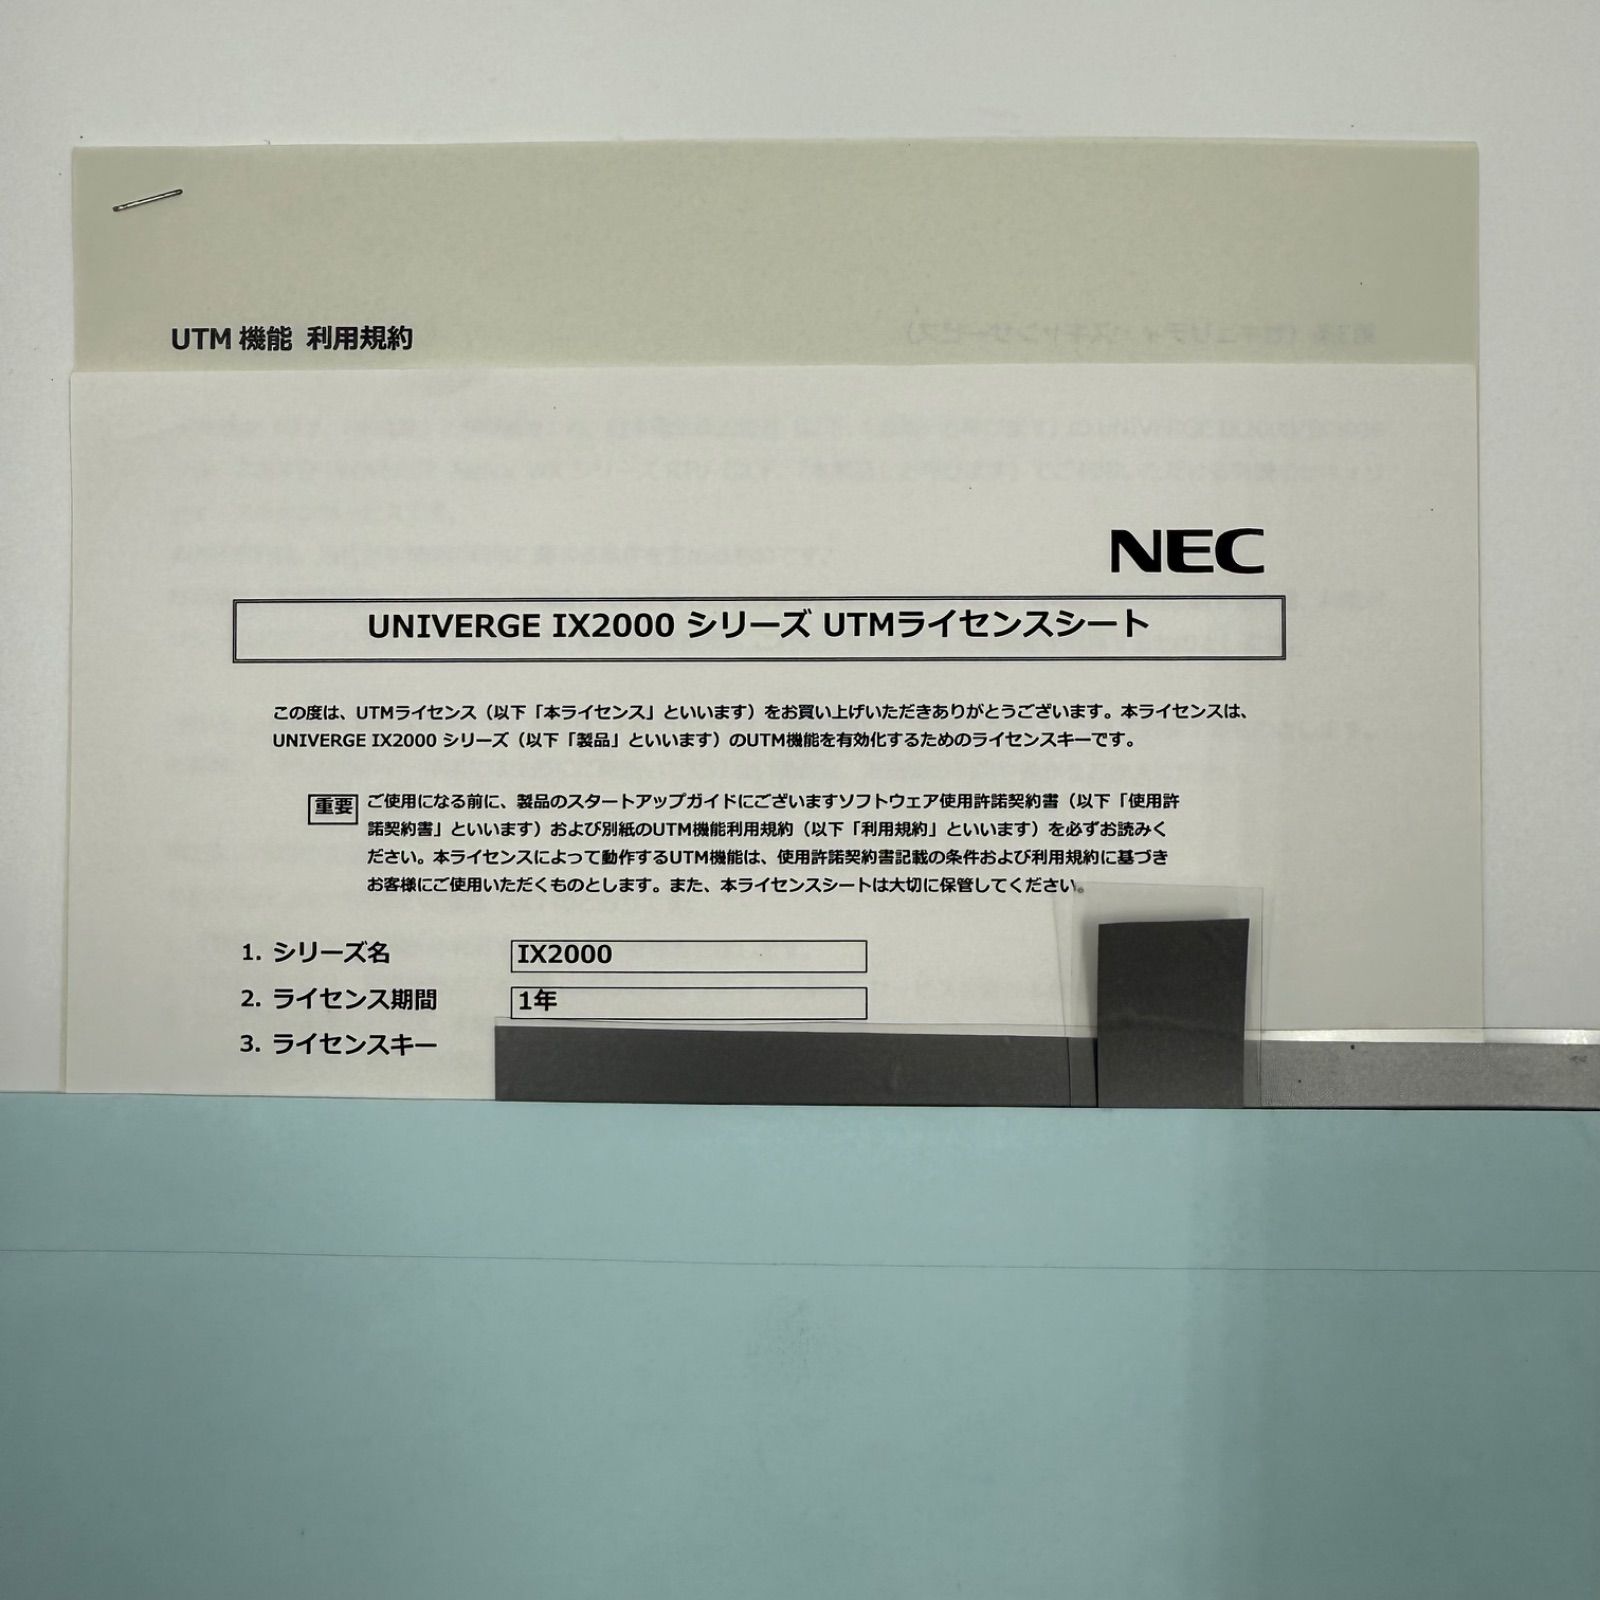 UTM 機能 利用規約
NEC
UNIVERGE IX2000 シリーズ UTMライセンスシート
この度は、UTMライセンス（以下「本ライセンス」といいます）をお買い上げいただきありがとうございます。本ライセンスは、
UNIVERGE IX2000 シリーズ（以下「製品」といいます）のUTM機能を有効化するためのライセンスキーです。
重要 ご使用になる前に、製品のスタートアップガイドにございますソフトウェア使用許諾契約書（以下「使用許
諾契約書」といいます）および別紙のUTM機能利用規約（以下「利用規約」といいます）を必ずお読みく
ださい。本ライセンスによって動作するUTM機能は、使用許諾契約書記載の条件および利用規約に基づき
お客様にご使用いただくものとします。また、本ライセンスシートは大切に保管してください。
1. シリーズ名 IX2000
2. ライセンス期間 1年
3. ライセンスキー